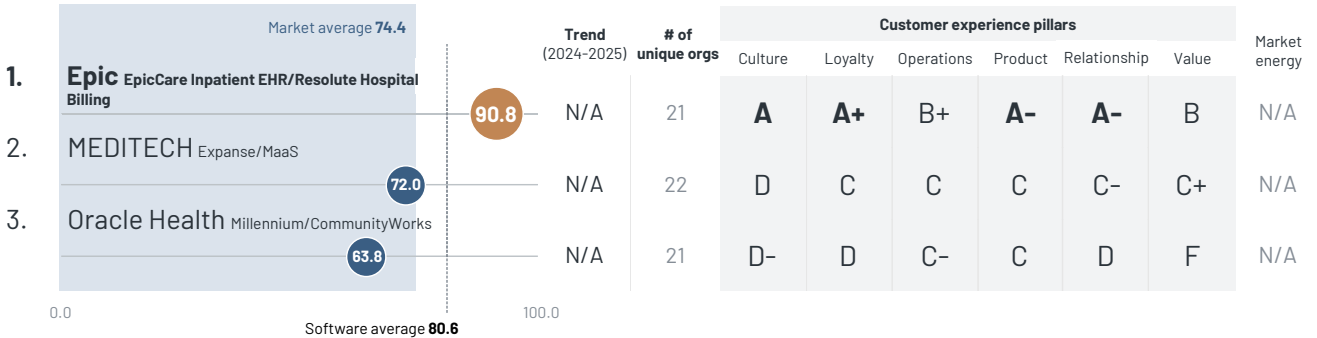 Market average 74.4
Trend
(2024-2025)
# of
unique orgs
Customer experience pillars
Culture Loyalty Operations Product Relationship Value
Market
energy
1. Epic EpicCare Inpatient EHR/Resolute Hospital
Billing
90.8 N/A 21 A A+ B+ A- A- B N/A
2. MEDITECH Expanse/MaaS
72.0 N/A 22 D C C C C- C+ N/A
3. Oracle Health Millennium/CommunityWorks
63.8 N/A 21 D- D C- C D F N/A
0.0 100.0
Software average 80.6